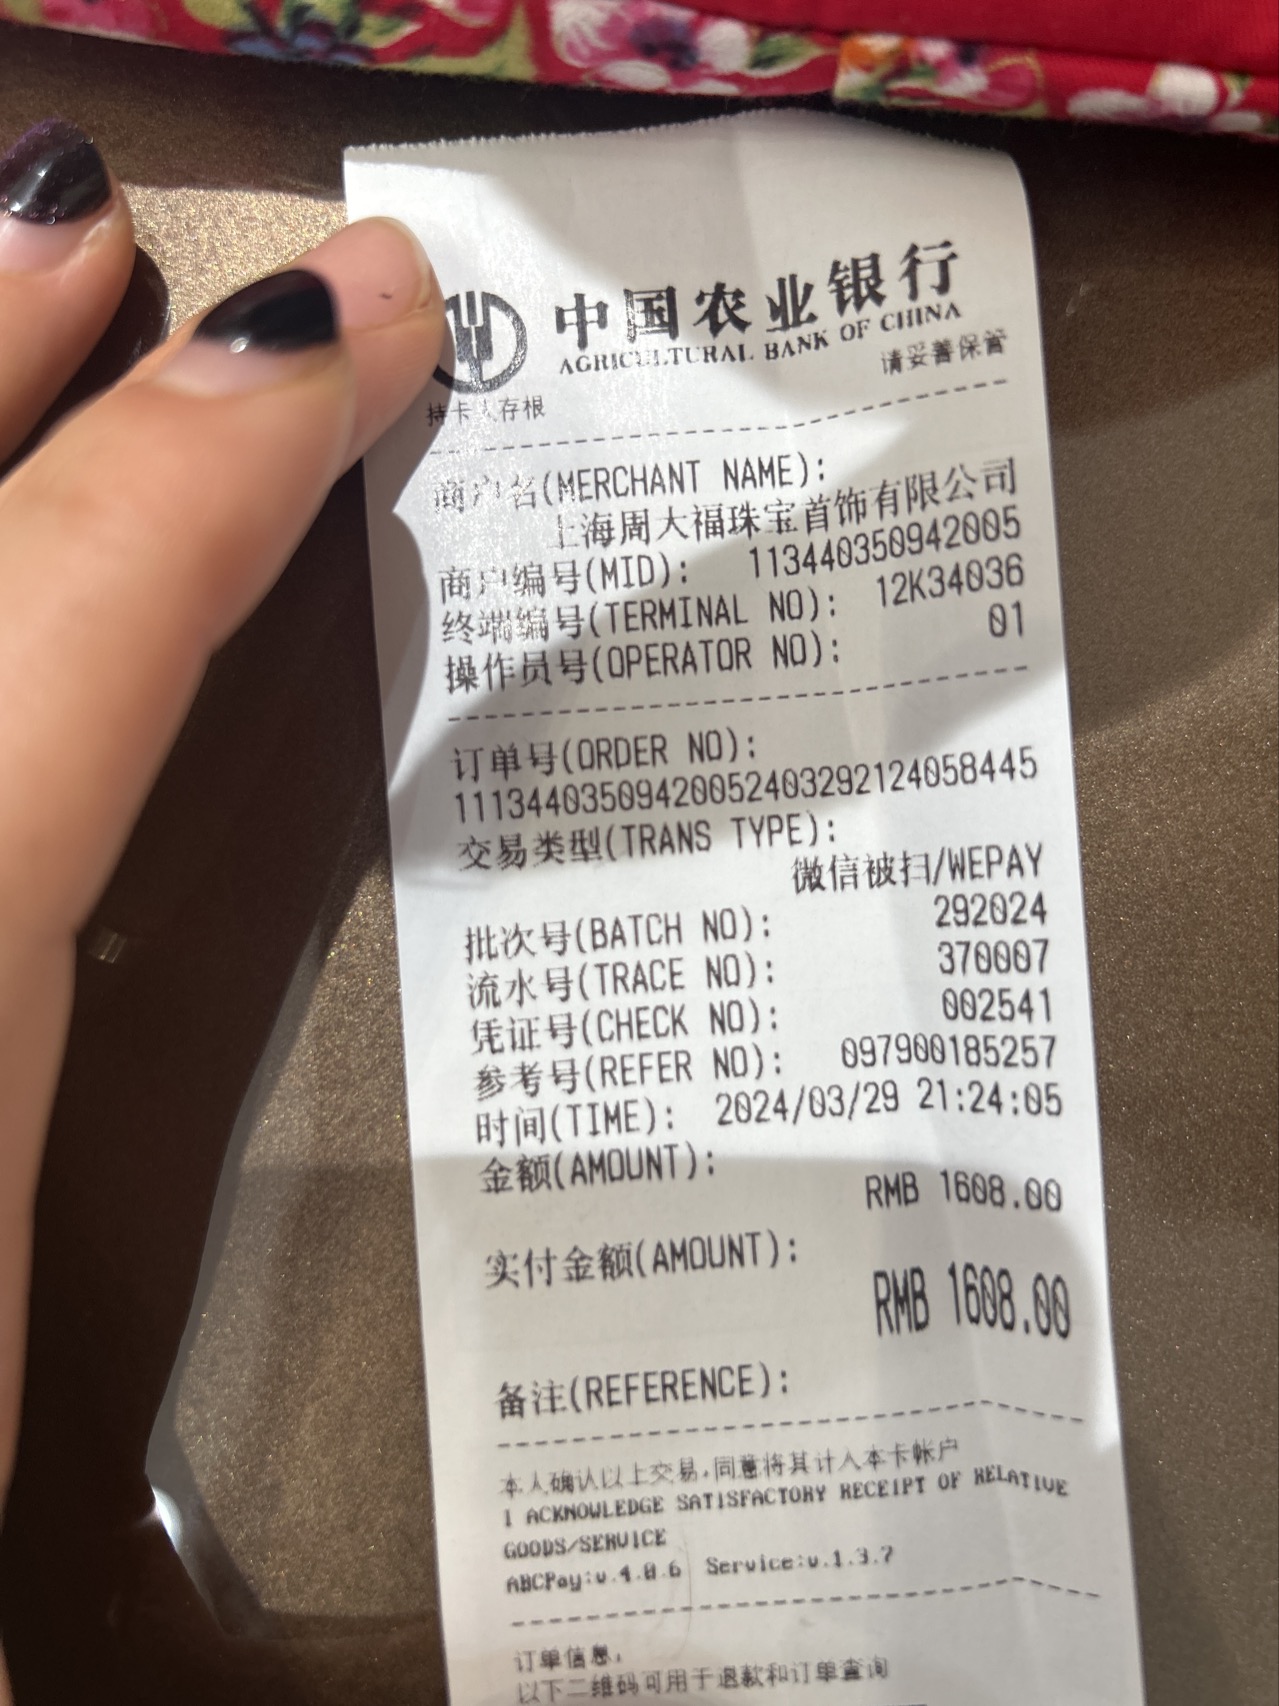 中国农业银行
AGRICULTURAL BANK OF CHINA
请妥善保管
持卡人存根
商户名(MERCHANT NAME):
上海周大福珠宝首饰有限公司
商户编号(MID): 113440350942005
终端编号(TERMINAL NO): 12K34036
操作员号(OPERATOR NO): 01
订单号(ORDER NO):
11134403509420052403292124058445
交易类型(TRANS TYPE):
微信被扫/WEPAY
批次号(BATCH NO): 292024
流水号(TRACE NO): 370007
凭证号(CHECK NO): 002541
参考号(REFER NO): 097900185257
时间(TIME): 2024/03/29 21:24:05
金额(AMOUNT):
RMB 1608.00
实付金额(AMOUNT):
RMB 1608.00
备注(REFERENCE):
本人确认以上交易,同意将其计入本卡帐户
I ACKNOWLEDGE SATISFACTORY RECEIPT OF RELATIVE
GOODS/SERVICE
ABCPay:v.4.0.6 Service:v.1.3.7
订单信息,
以下二维码可用于退款和订单查询